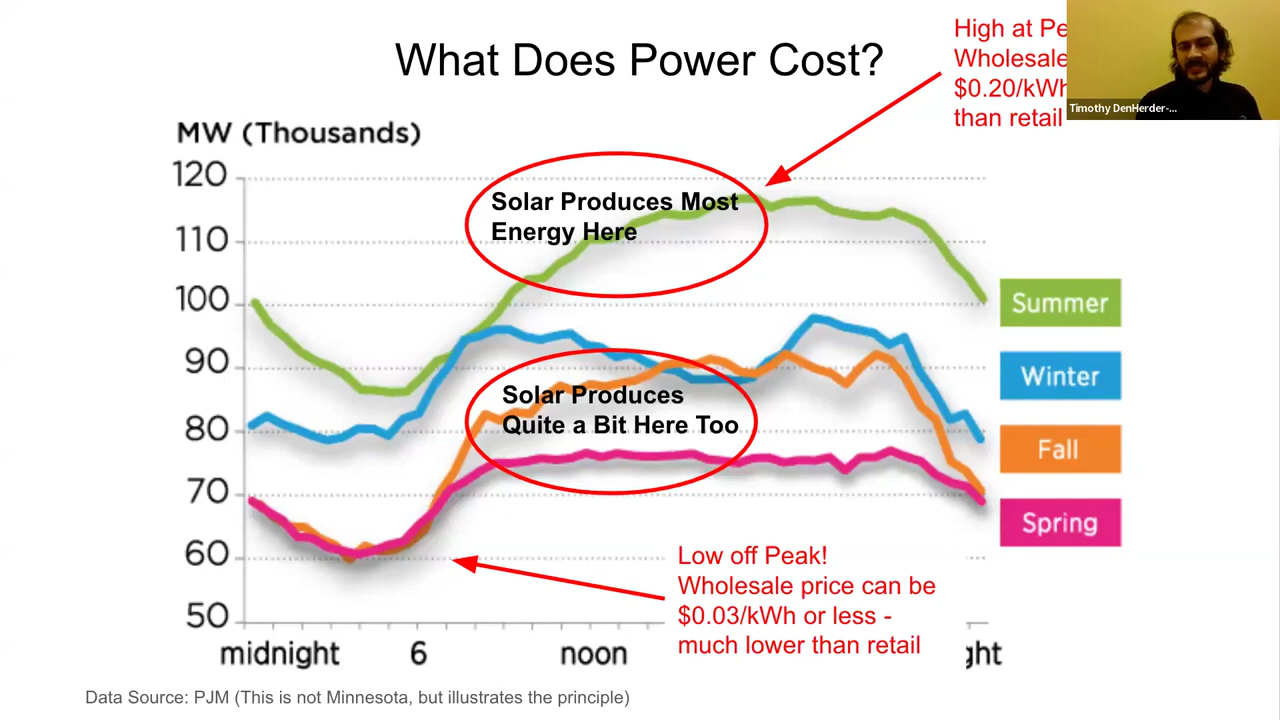 What Does Power Cost?
High at
Wholesale
$0.20/kWh
than retail
Timothy DenHerder-...
MW (Thousands)
120
110
100
90
80
70
60
50
Solar Produces Most
Energy Here
Solar Produces
Quite a Bit Here Too
Summer
Winter
Fall
Spring
Low off Peak!
Wholesale price can be
$0.03/kWh or less -
much lower than retail
midnight
6
noon
ght
Data Source: PJM (This is not Minnesota, but illustrates the principle)